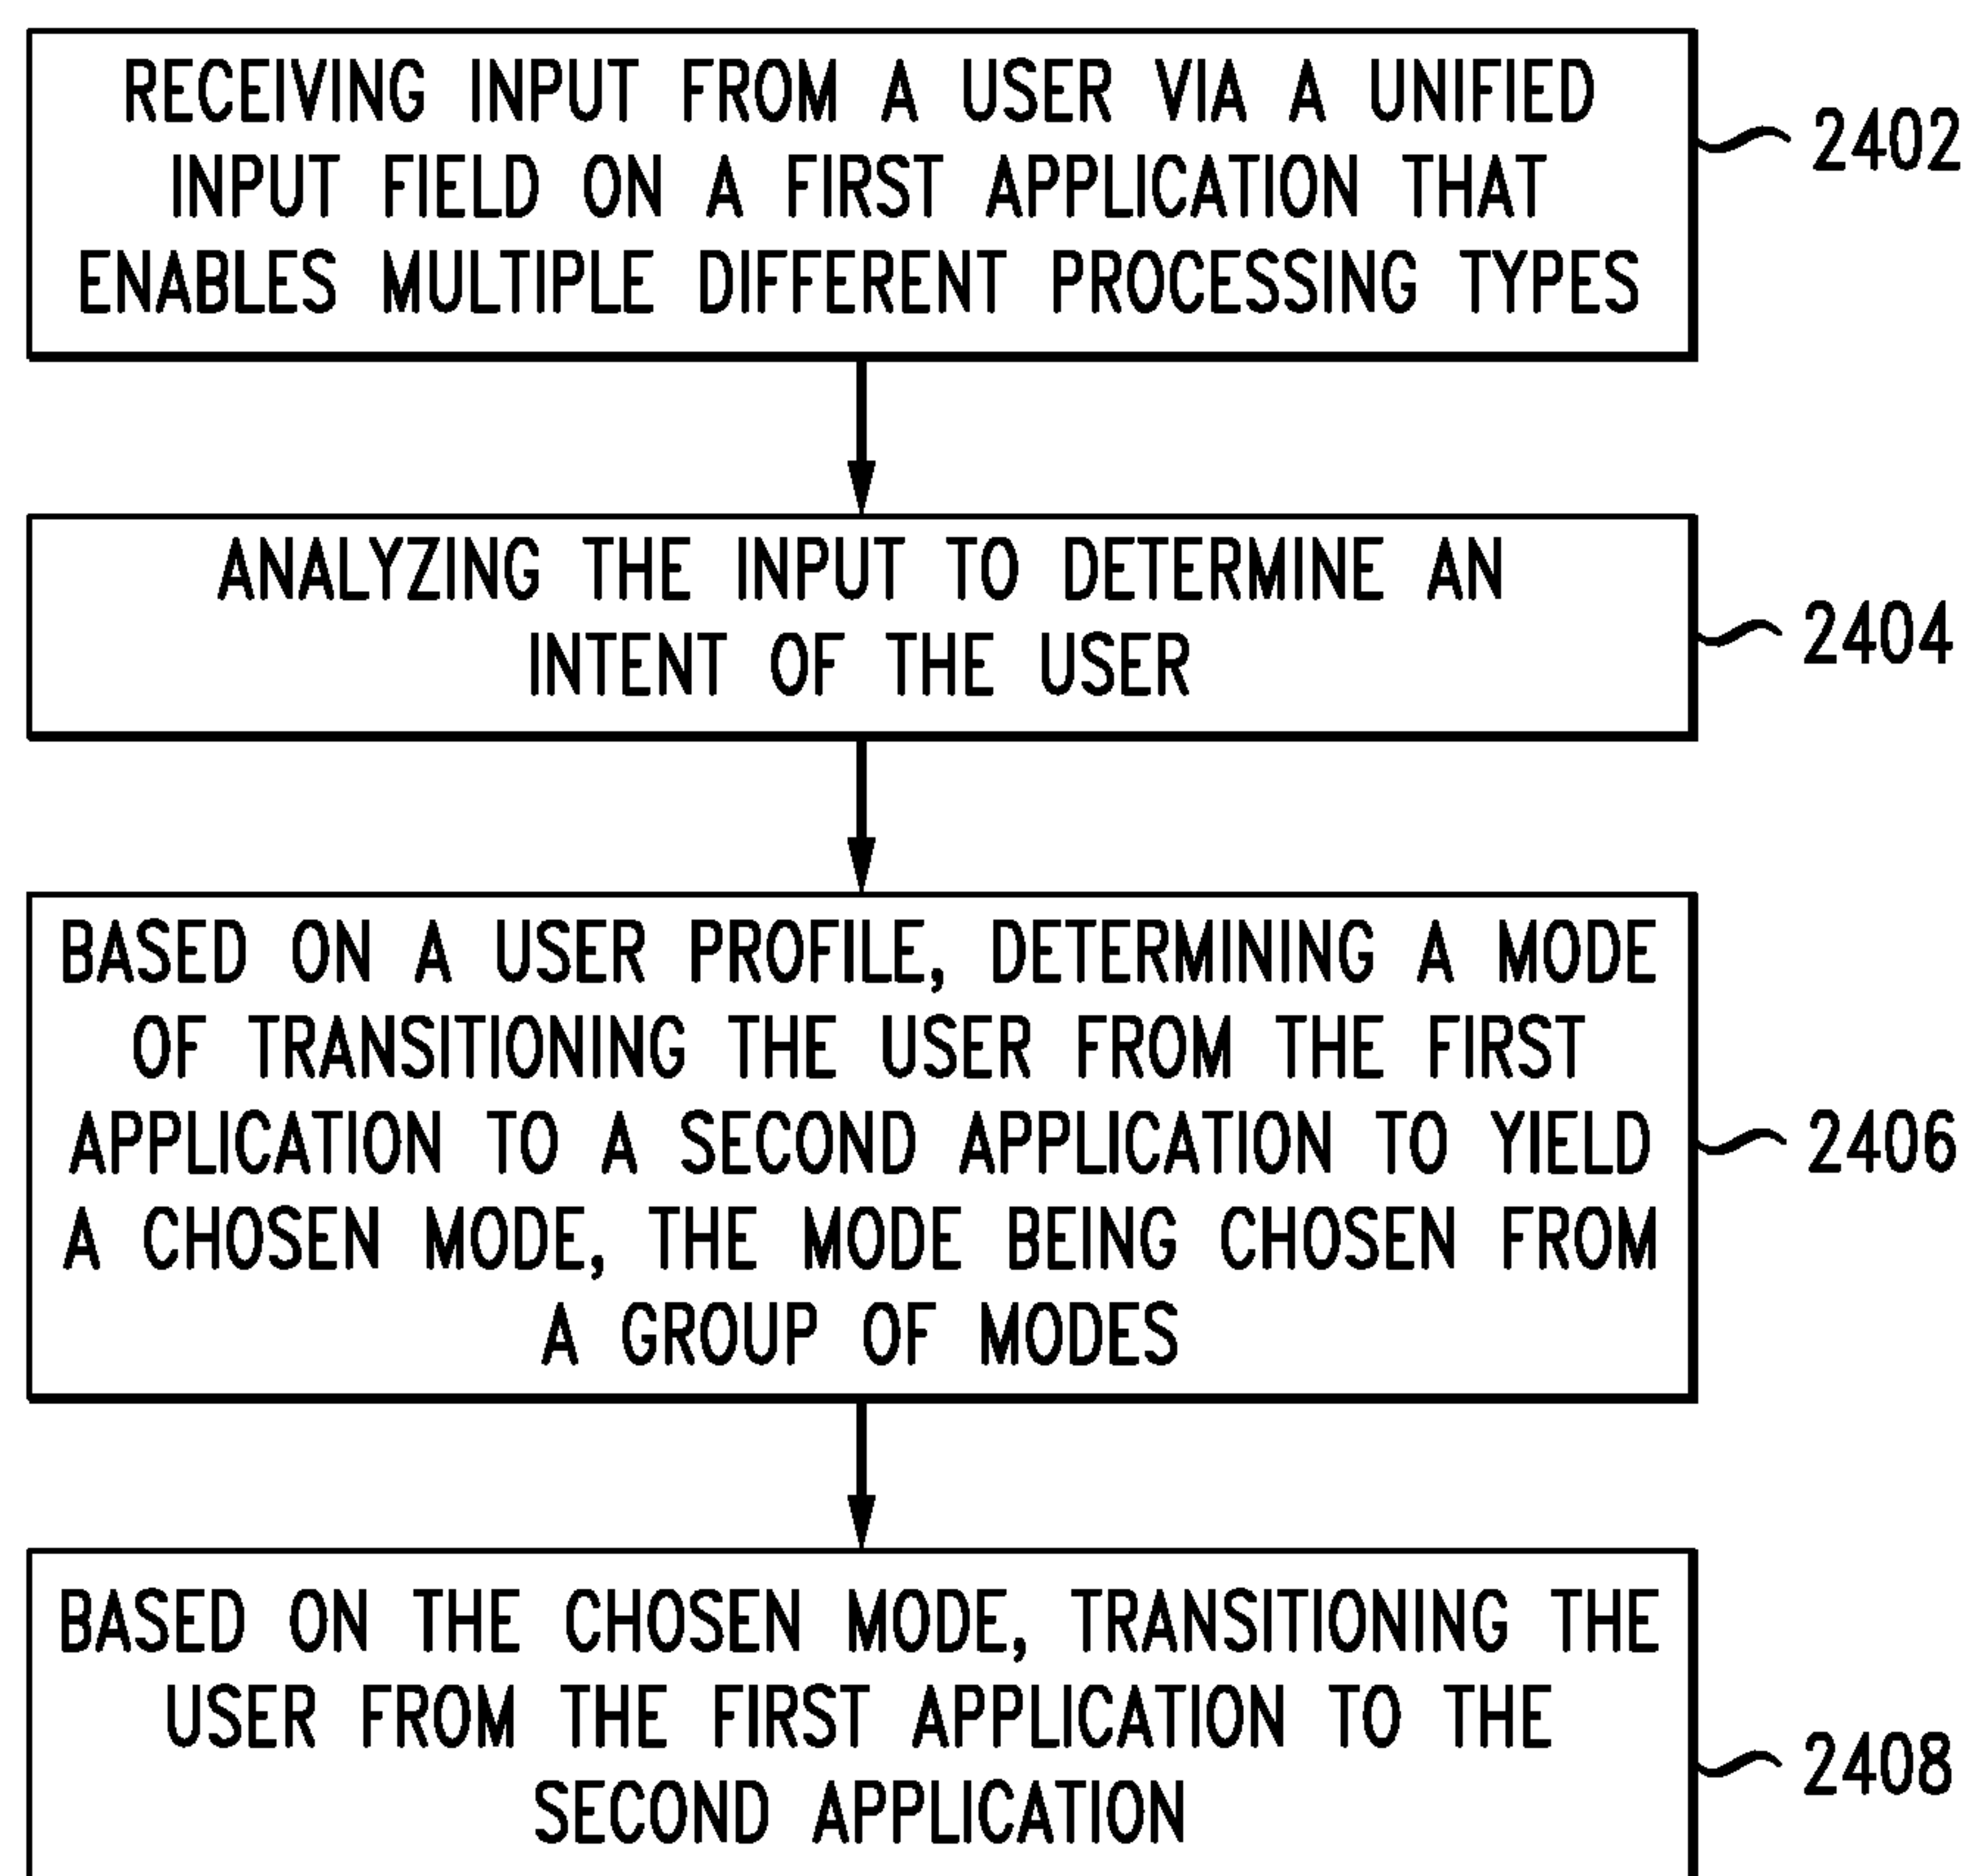 RECEIVING INPUT FROM A USER VIA A UNIFIED
INPUT FIELD ON A FIRST APPLICATION THAT
ENABLES MULTIPLE DIFFERENT PROCESSING TYPES
2402
ANALYZING THE INPUT TO DETERMINE AN
INTENT OF THE USER
2404
BASED ON A USER PROFILE, DETERMINING A MODE
OF TRANSITIONING THE USER FROM THE FIRST
APPLICATION TO A SECOND APPLICATION TO YIELD
A CHOSEN MODE, THE MODE BEING CHOSEN FROM
A GROUP OF MODES
2406
BASED ON THE CHOSEN MODE, TRANSITIONING THE
USER FROM THE FIRST APPLICATION TO THE
SECOND APPLICATION
2408